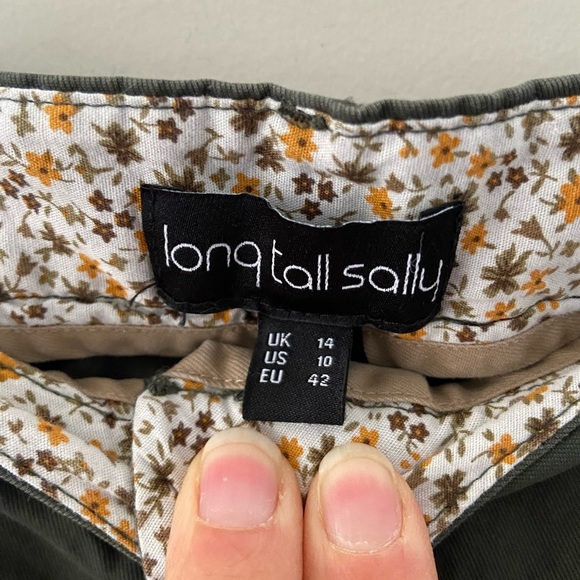 long tall sally
UK 14
US 10
EU 42